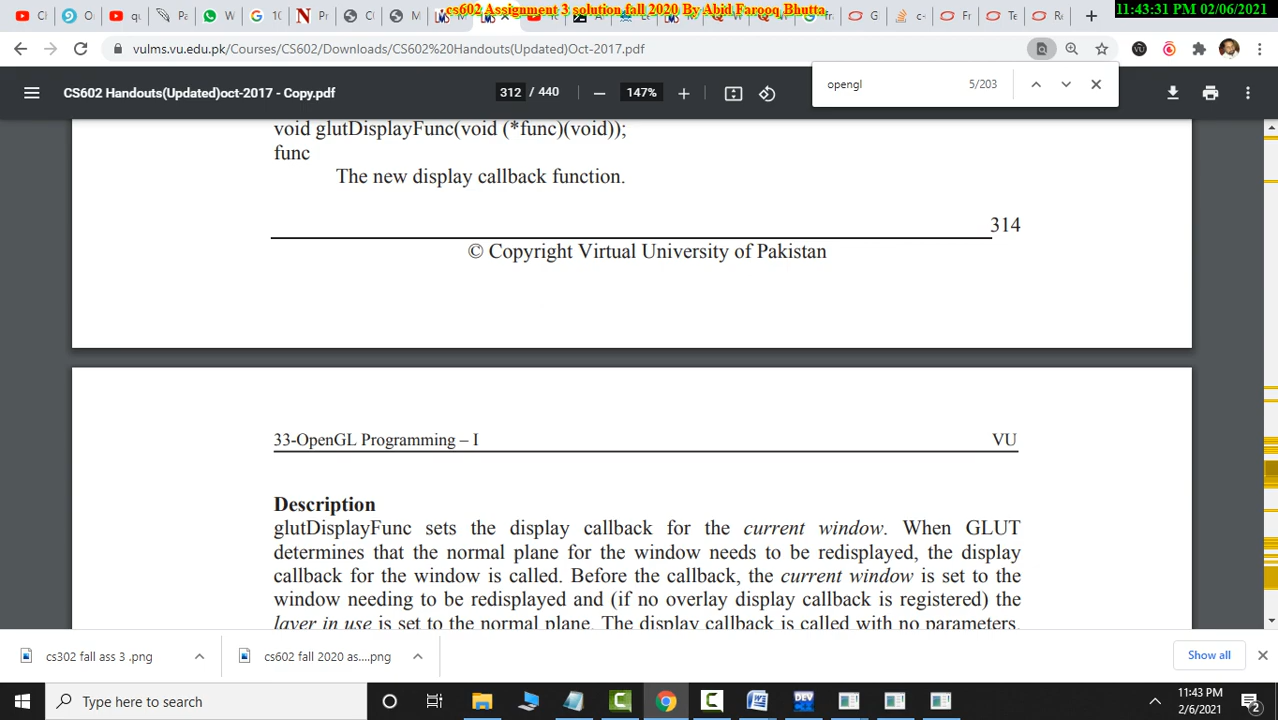 cs602 Assignment 3 solution fall 2020 By Abid Farooq Bhutta
11:43:31 PM 02/06/2021
vulms.vu.edu.pk/Courses/CS602/Downloads/CS602%20Handouts(Updated)Oct-2017.pdf
opengl 5/203
CS602 Handouts(Updated)oct-2017 - Copy.pdf
312 / 440
147%
void glutDisplayFunc(void (*func)(void));
func
The new display callback function.
314
© Copyright Virtual University of Pakistan
33-OpenGL Programming – I VU
Description
glutDisplayFunc sets the display callback for the current window. When GLUT
determines that the normal plane for the window needs to be redisplayed, the display
callback for the window is called. Before the callback, the current window is set to the
window needing to be redisplayed and (if no overlay display callback is registered) the
layer in use is set to the normal plane. The display callback is called with no parameters.
cs302 fall ass 3 .png
cs602 fall 2020 as....png
Show all
Type here to search
11:43 PM
2/6/2021
2